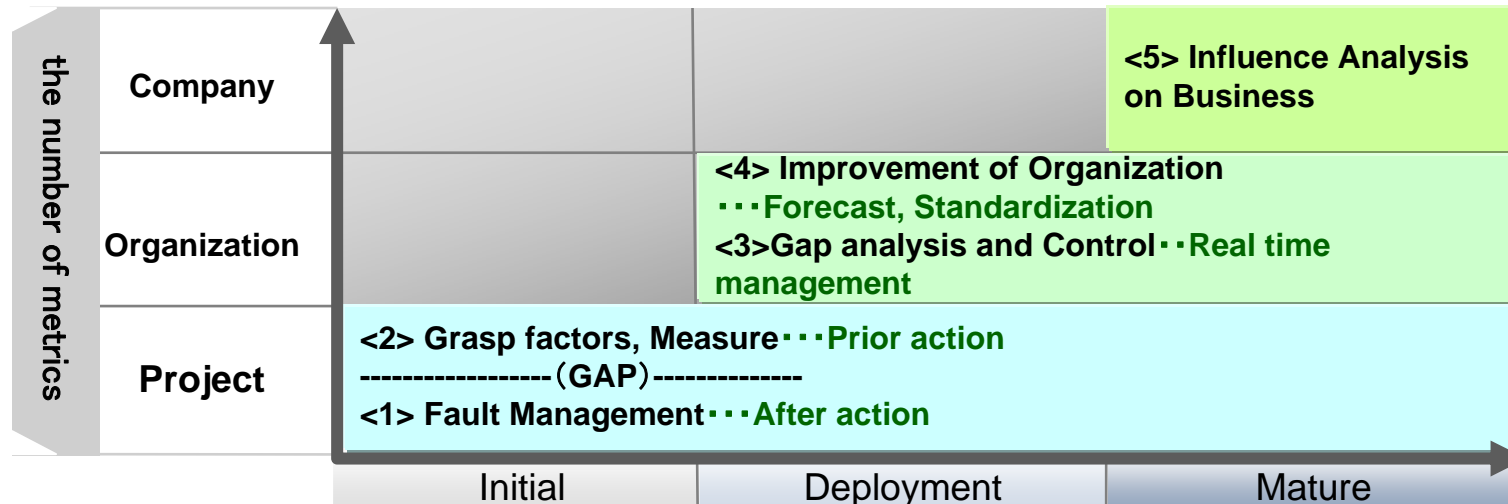 the number of metrics
Company
<5> Influence Analysis
on Business
Organization
<4> Improvement of Organization
･･･Forecast, Standardization
<3>Gap analysis and Control･･Real time
management
Project
<2> Grasp factors, Measure･･･Prior action
------------------（GAP）--------------
<1> Fault Management･･･After action
Initial
Deployment
Mature